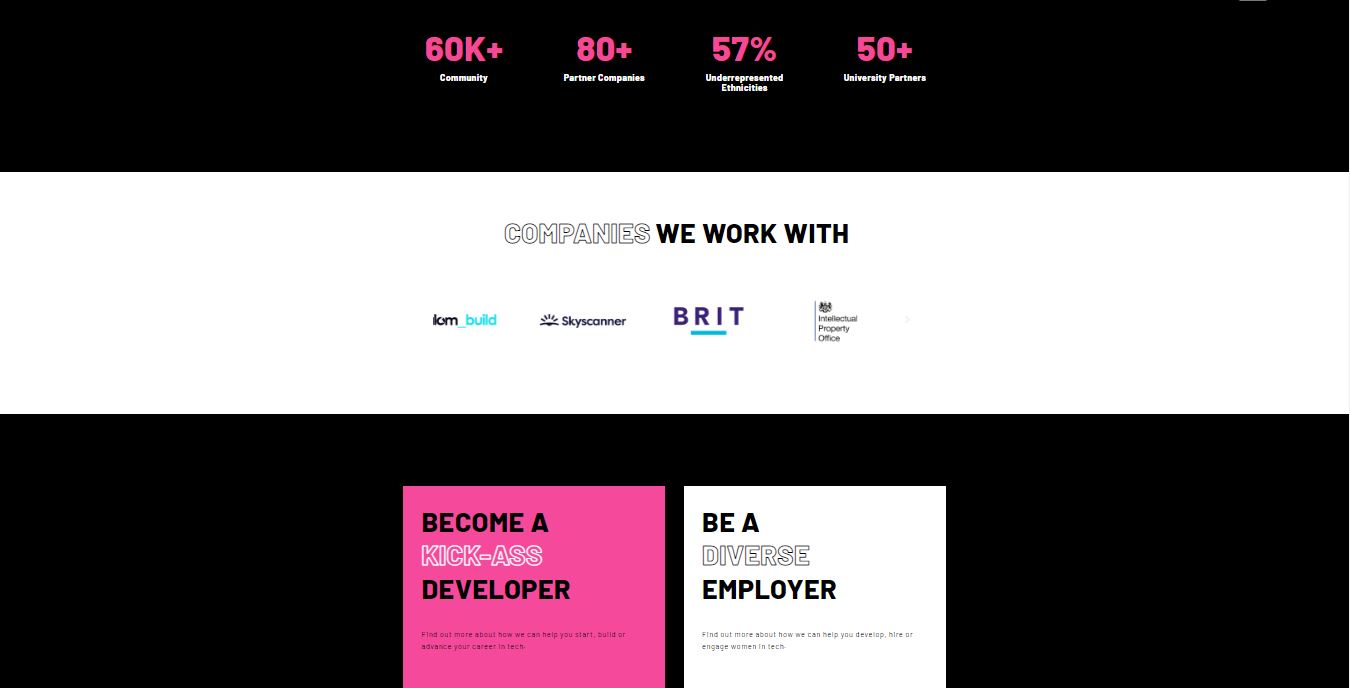 60K+
Community
80+
Partner Companies
57%
Underrepresented
Ethnicities
50+
University Partners
COMPANIES WE WORK WITH
_build
Skyscanner
BRIT
Intellectual
Property
Office
BECOME A
KICK-ASS
DEVELOPER
Find out more about how we can help you start, build or
advance your career in tech.
BE A
DIVERSE
EMPLOYER
Find out more about how we can help you develop, hire or
engage women in tech.